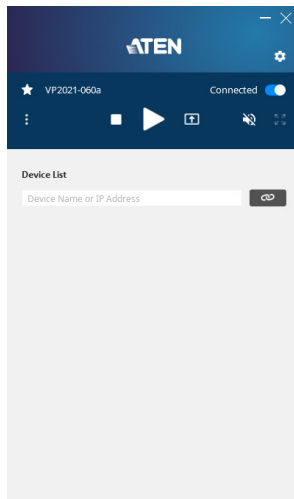 ATEN
VP2021-060a
Connected
Device List
Device Name or IP Address